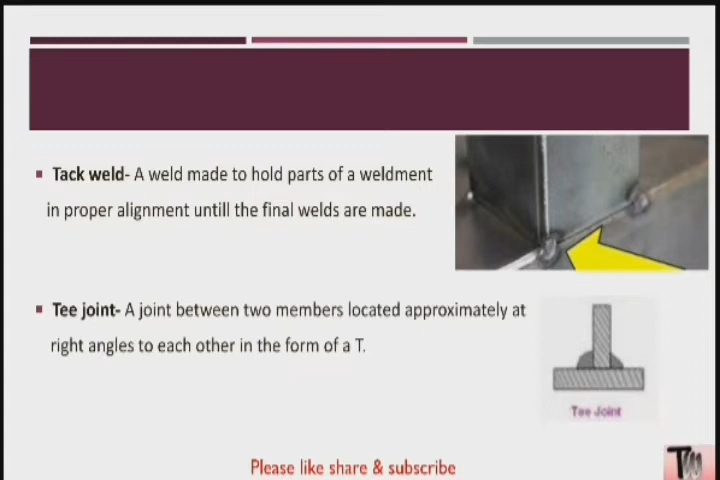 Tack weld- A weld made to hold parts of a weldment
in proper alignment untill the final welds are made.
Tee joint- A joint between two members located approximately at
right angles to each other in the form of a T.
Tee Joint
Please like share & subscribe
TW